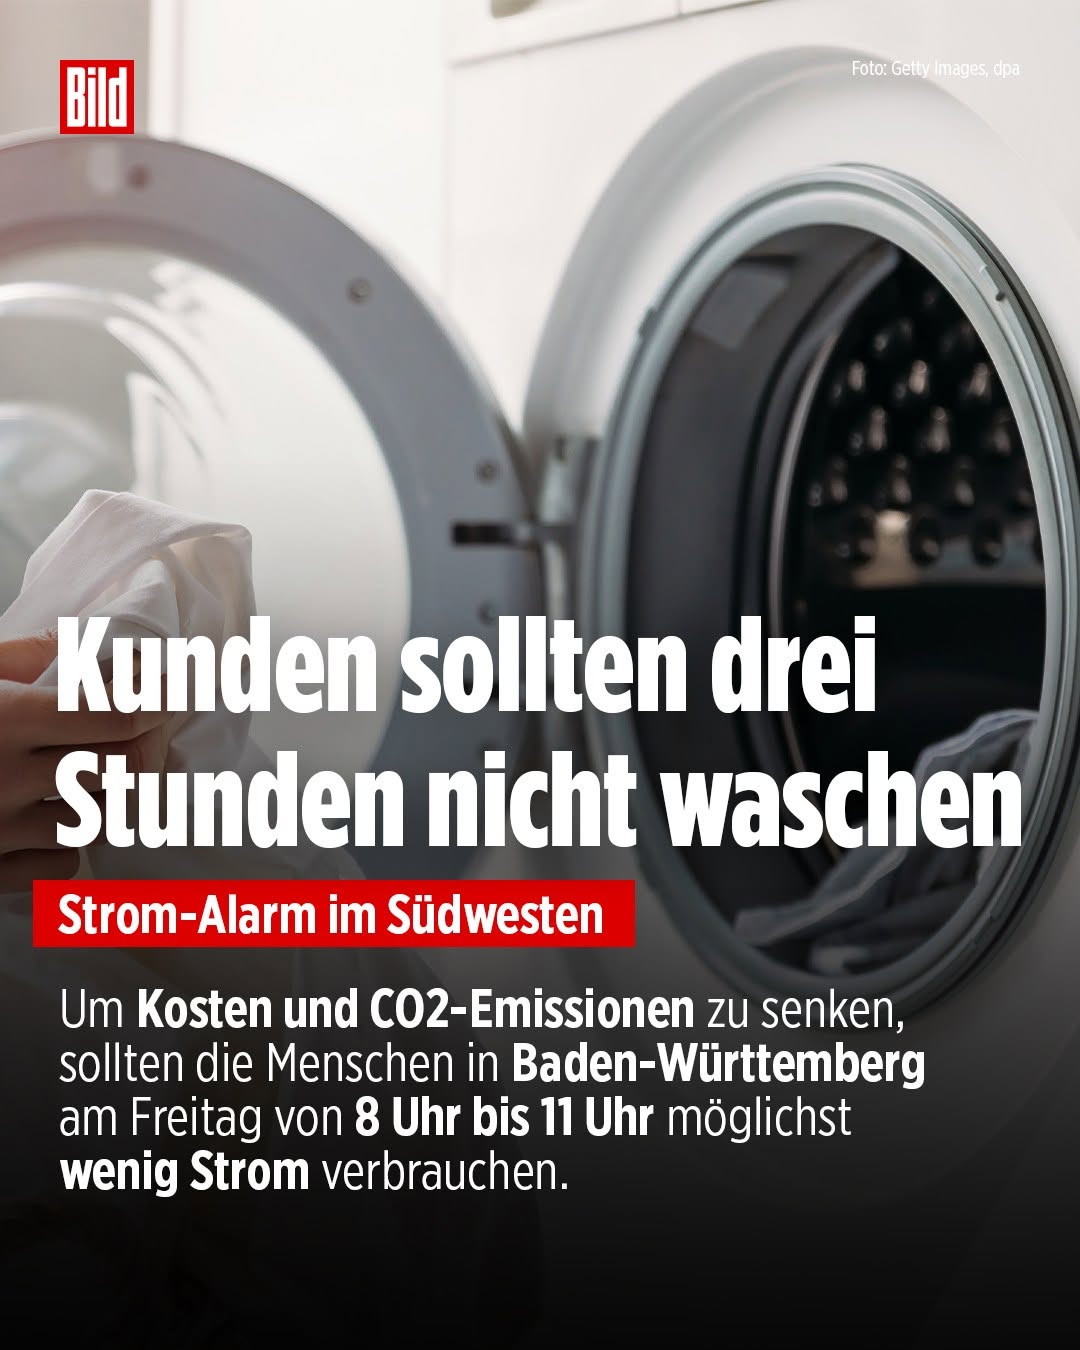 Bild
Foto: Getty Images, dpa
Kunden sollten drei
Stunden nicht waschen
Strom-Alarm im Südwesten
Um Kosten und CO2-Emissionen zu senken,
sollten die Menschen in Baden-Württemberg
am Freitag von 8 Uhr bis 11 Uhr möglichst
wenig Strom verbrauchen.